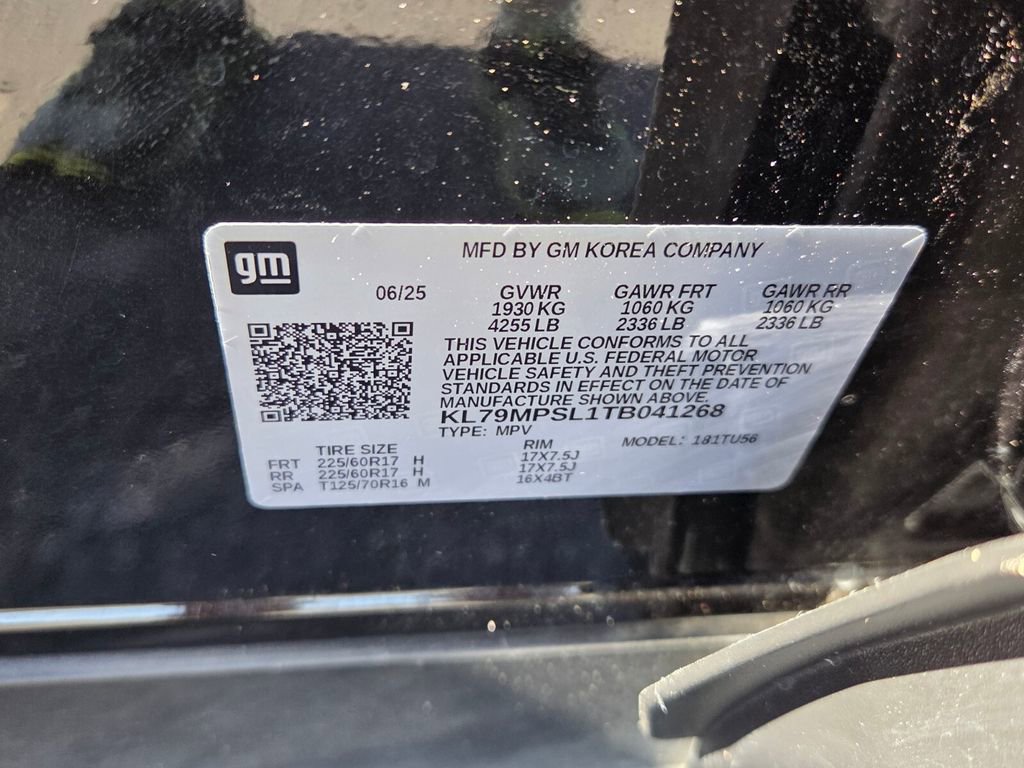 gm
MFD BY GM KOREA COMPANY
06/25
GVWR GAWR FRT GAWR RR
1930 KG 1060 KG 1060 KG
4255 LB 2336 LB 2336 LB
THIS VEHICLE CONFORMS TO ALL
APPLICABLE U.S. FEDERAL MOTOR
VEHICLE SAFETY AND THEFT PREVENTION
STANDARDS IN EFFECT ON THE DATE OF
MANUFACTURE SHOWN ABOVE.
KL79MPSL1TB041268
TYPE: MPV MODEL: 181TU56
TIRE SIZE RIM
FRT 225/60R17 H 17X7.5J
RR 225/60R17 H 17X7.5J
SPA T125/70R16 M 16X4BT